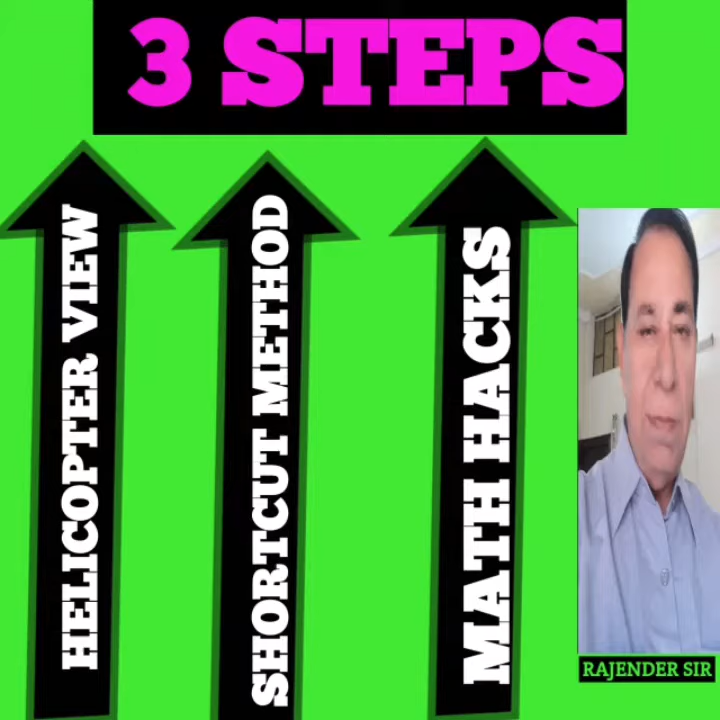 3 STEPS
HELICOPTER VIEW
SHORTCUT METHOD
MATH HACKS
RAJENDER SIR